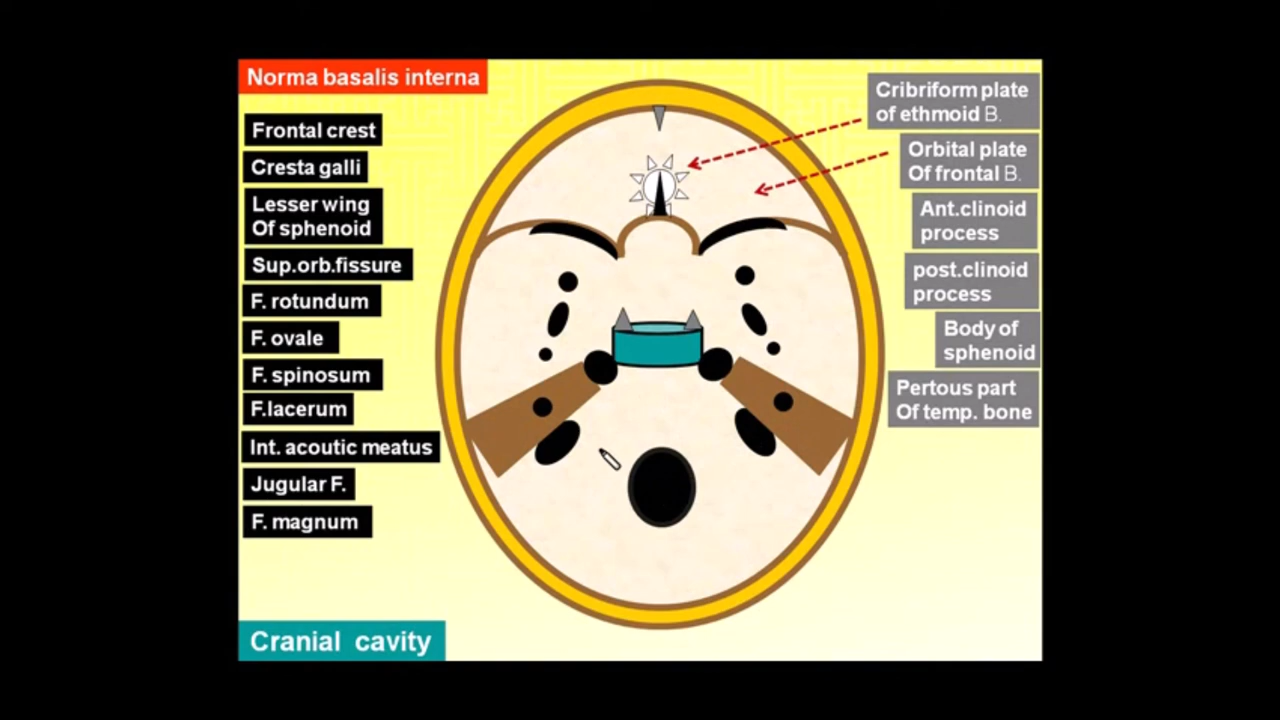 Norma basalis interna
Frontal crest
Cresta galli
Lesser wing
Of sphenoid
Sup.orb.fissure
F. rotundum
F. ovale
F. spinosum
F.lacerum
Int. acoutic meatus
Jugular F.
F. magnum
Cranial cavity
Cribriform plate
of ethmoid B.
Orbital plate
Of frontal B.
Ant.clinoid
process
post.clinoid
process
Body of
sphenoid
Pertous part
Of temp. bone